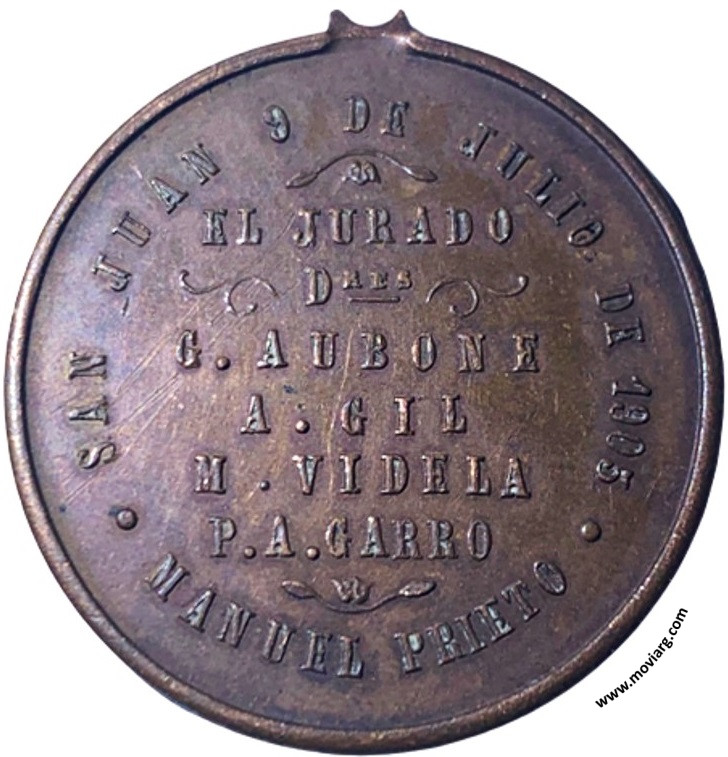 SAN JUAN 9 DE JULIO DE 1905
EL JURADO
Dres
G. AUBONE
A. GIL
M. VIDELA
P.A. GARRO
MANUEL PRIETO
www.moviarg.com